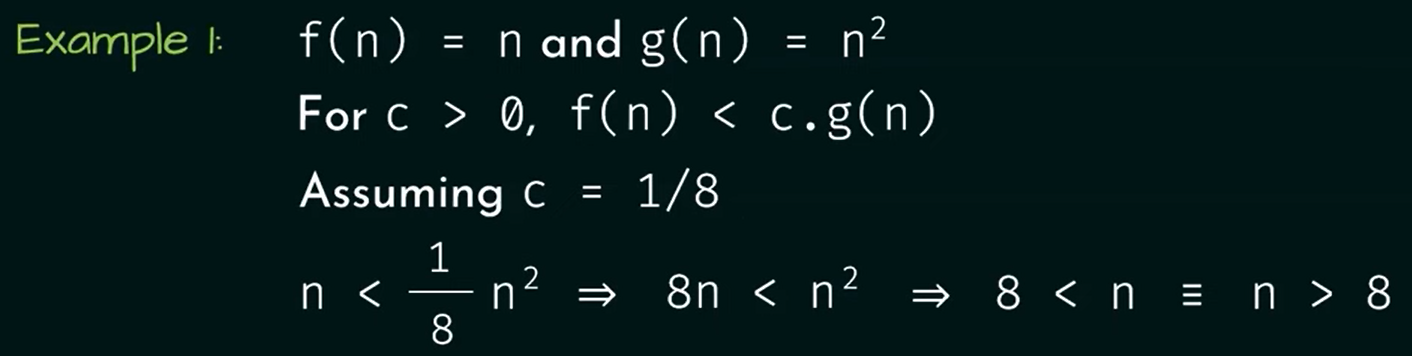 Example 1: f(n) = n and g(n) = n²
For c > 0, f(n) < c.g(n)
Assuming c = 1/8
n < 1/8 n² ⇒ 8n < n² ⇒ 8 < n ≡ n > 8